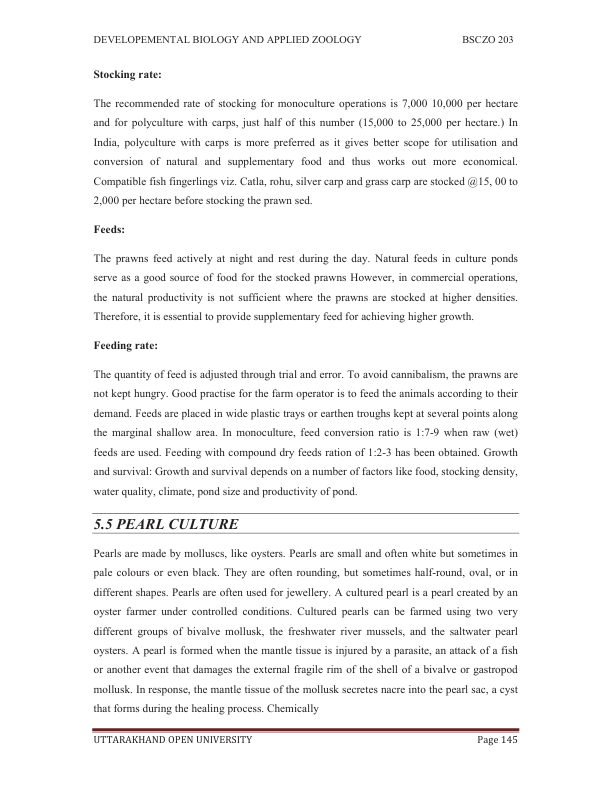 DEVELOPEMENTAL BIOLOGY AND APPLIED ZOOLOGY BSCZO 203
Stocking rate:
The recommended rate of stocking for monoculture operations is 7,000 10,000 per hectare
and for polyculture with carps, just half of this number (15,000 to 25,000 per hectare.) In
India, polyculture with carps is more preferred as it gives better scope for utilisation and
conversion of natural and supplementary food and thus works out more economical.
Compatible fish fingerlings viz. Catla, rohu, silver carp and grass carp are stocked @15, 00 to
2,000 per hectare before stocking the prawn sed.
Feeds:
The prawns feed actively at night and rest during the day. Natural feeds in culture ponds
serve as a good source of food for the stocked prawns However, in commercial operations,
the natural productivity is not sufficient where the prawns are stocked at higher densities.
Therefore, it is essential to provide supplementary feed for achieving higher growth.
Feeding rate:
The quantity of feed is adjusted through trial and error. To avoid cannibalism, the prawns are
not kept hungry. Good practise for the farm operator is to feed the animals according to their
demand. Feeds are placed in wide plastic trays or earthen troughs kept at several points along
the marginal shallow area. In monoculture, feed conversion ratio is 1:7-9 when raw (wet)
feeds are used. Feeding with compound dry feeds ration of 1:2-3 has been obtained. Growth
and survival: Growth and survival depends on a number of factors like food, stocking density,
water quality, climate, pond size and productivity of pond.
5.5 PEARL CULTURE
Pearls are made by molluscs, like oysters. Pearls are small and often white but sometimes in
pale colours or even black. They are often rounding, but sometimes half-round, oval, or in
different shapes. Pearls are often used for jewellery. A cultured pearl is a pearl created by an
oyster farmer under controlled conditions. Cultured pearls can be farmed using two very
different groups of bivalve mollusk, the freshwater river mussels, and the saltwater pearl
oysters. A pearl is formed when the mantle tissue is injured by a parasite, an attack of a fish
or another event that damages the external fragile rim of the shell of a bivalve or gastropod
mollusk. In response, the mantle tissue of the mollusk secretes nacre into the pearl sac, a cyst
that forms during the healing process. Chemically
UTTARAKHAND OPEN UNIVERSITY Page 145